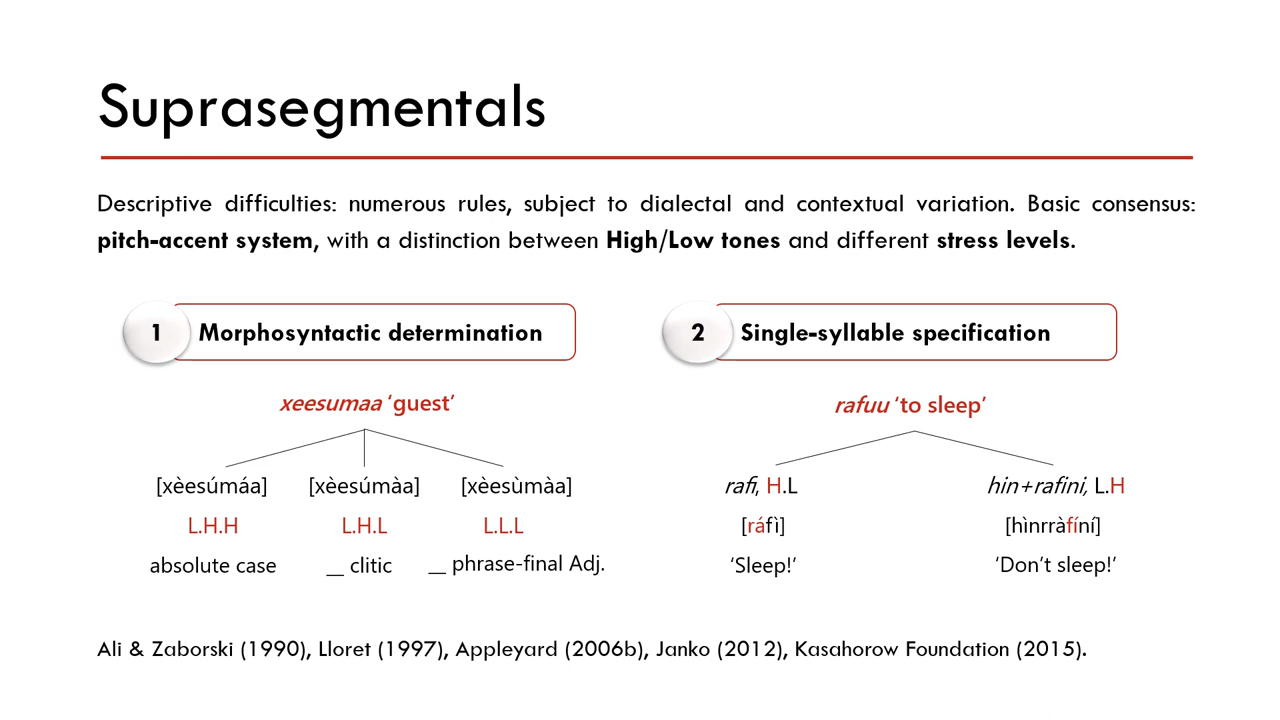 Suprasegmentals
Descriptive difficulties: numerous rules, subject to dialectal and contextual variation. Basic consensus:
pitch-accent system, with a distinction between High/Low tones and different stress levels.
1 Morphosyntactic determination
xeesumaa ‘guest’
[xèesúmáa] [xèesúmàa] [xèesùmàa]
L.H.H L.H.L L.L.L
absolute case __ clitic __ phrase-final Adj.
2 Single-syllable specification
rafuu ‘to sleep’
rafi, H.L hin+rafini, L.H
[ráfì] [hìnrràfíní]
‘Sleep!’ ‘Don’t sleep!’
Ali & Zaborski (1990), Lloret (1997), Appleyard (2006b), Janko (2012), Kasahorow Foundation (2015).